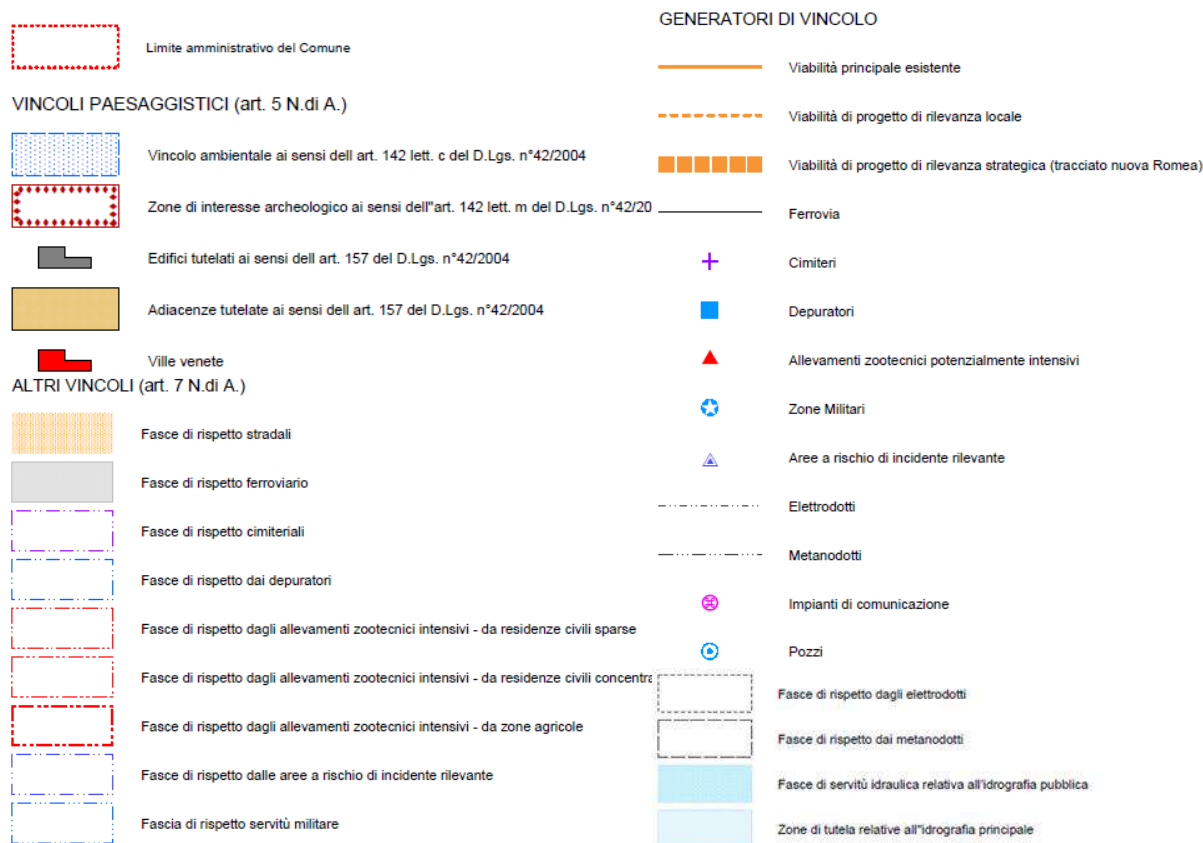 Limite amministrativo del Comune
VINCOLI PAESAGGISTICI (art. 5 N.di A.)
Vincolo ambientale ai sensi dell art. 142 lett. c del D.Lgs. n°42/2004
Zone di interesse archeologico ai sensi dell"art. 142 lett. m del D.Lgs. n°42/20
Edifici tutelati ai sensi dell art. 157 del D.Lgs. n°42/2004
Adiacenze tutelate ai sensi dell art. 157 del D.Lgs. n°42/2004
Ville venete
ALTRI VINCOLI (art. 7 N.di A.)
Fasce di rispetto stradali
Fasce di rispetto ferroviario
Fasce di rispetto cimiteriali
Fasce di rispetto dai depuratori
Fasce di rispetto dagli allevamenti zootecnici intensivi - da residenze civili sparse
Fasce di rispetto dagli allevamenti zootecnici intensivi - da residenze civili concentra
Fasce di rispetto dagli allevamenti zootecnici intensivi - da zone agricole
Fasce di rispetto dalle aree a rischio di incidente rilevante
Fascia di rispetto servitù militare
GENERATORI DI VINCOLO
Viabilità principale esistente
Viabilità di progetto di rilevanza locale
Viabilità di progetto di rilevanza strategica (tracciato nuova Romea)
Ferrovia
Cimiteri
Depuratori
Allevamenti zootecnici potenzialmente intensivi
Zone Militari
Aree a rischio di incidente rilevante
Elettrodotti
Metanodotti
Impianti di comunicazione
Pozzi
Fasce di rispetto dagli elettrodotti
Fasce di rispetto dai metanodotti
Fasce di servitù idraulica relativa all'idrografia pubblica
Zone di tutela relative all"idrografia principale